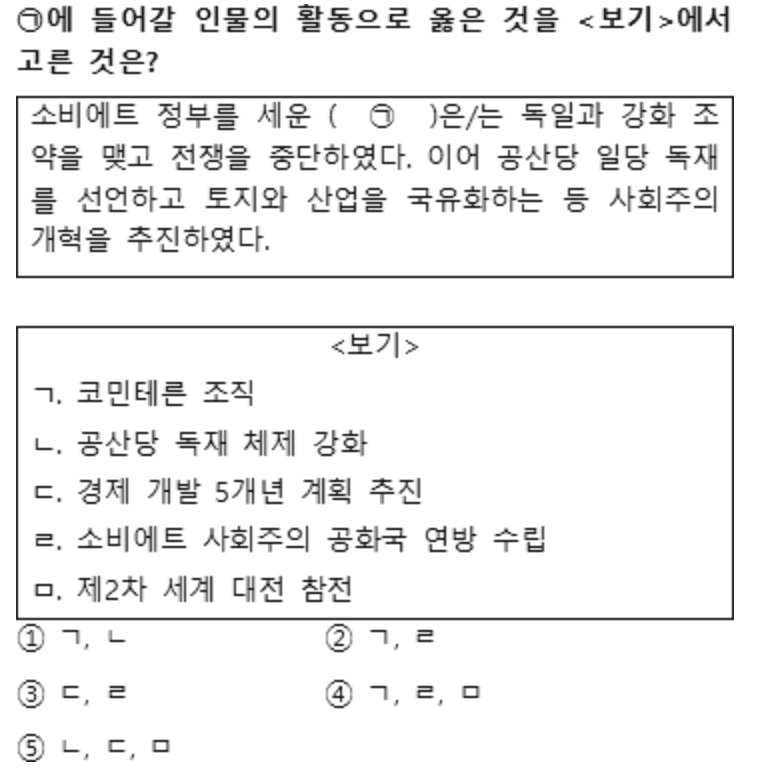 ㉠에 들어갈 인물의 활동으로 옳은 것을 <보기>에서
고른 것은?
소비에트 정부를 세운 ( ㉠ )은/는 독일과 강화 조
약을 맺고 전쟁을 중단하였다. 이어 공산당 일당 독재
를 선언하고 토지와 산업을 국유화하는 등 사회주의
개혁을 추진하였다.
<보기>
ㄱ. 코민테른 조직
ㄴ. 공산당 독재 체제 강화
ㄷ. 경제 개발 5개년 계획 추진
ㄹ. 소비에트 사회주의 공화국 연방 수립
ㅁ. 제2차 세계 대전 참전
① ㄱ, ㄴ ② ㄱ, ㄹ
③ ㄷ, ㄹ ④ ㄱ, ㄹ, ㅁ
⑤ ㄴ, ㄷ, ㅁ